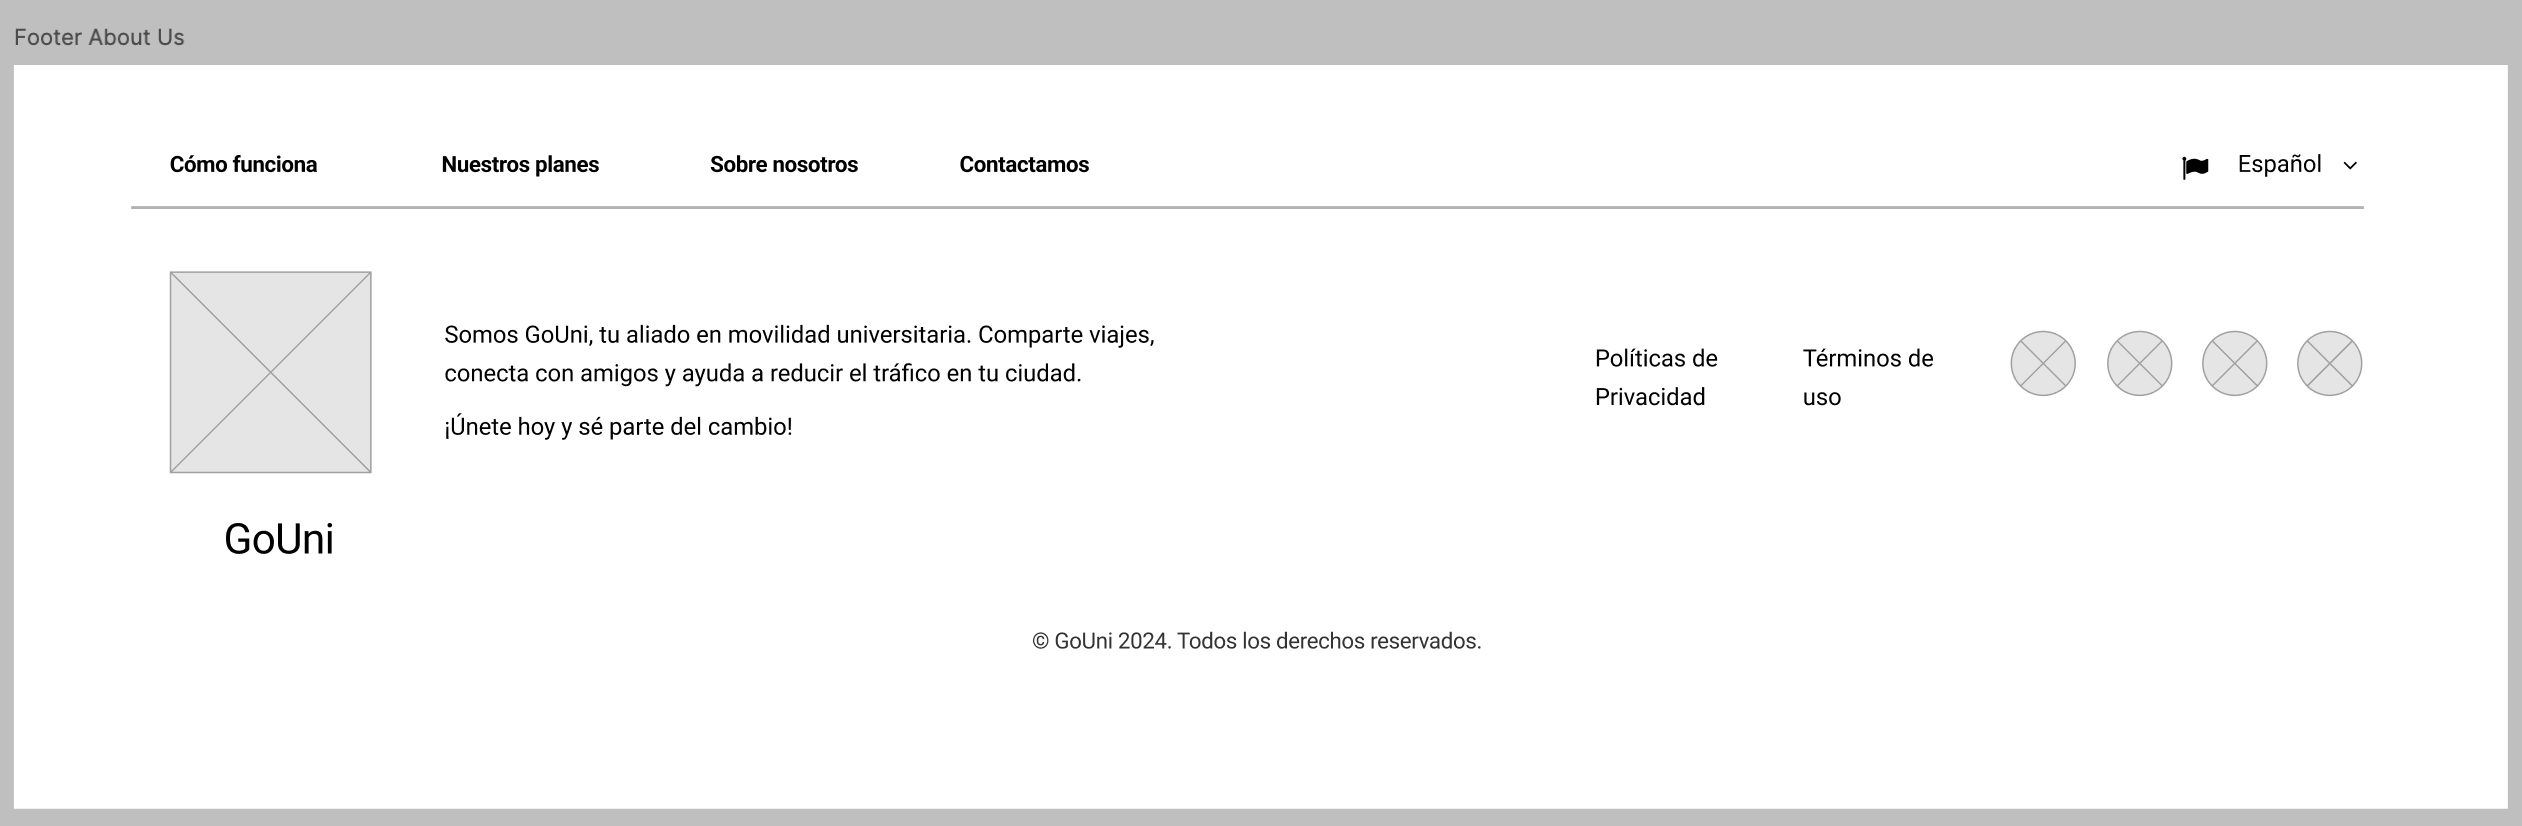 Footer About Us
Cómo funciona
Nuestros planes
Sobre nosotros
Contactamos
Español
Somos GoUni, tu aliado en movilidad universitaria. Comparte viajes,
conecta con amigos y ayuda a reducir el tráfico en tu ciudad.
¡Únete hoy y sé parte del cambio!
Políticas de
Privacidad
Términos de
uso
GoUni
© GoUni 2024. Todos los derechos reservados.